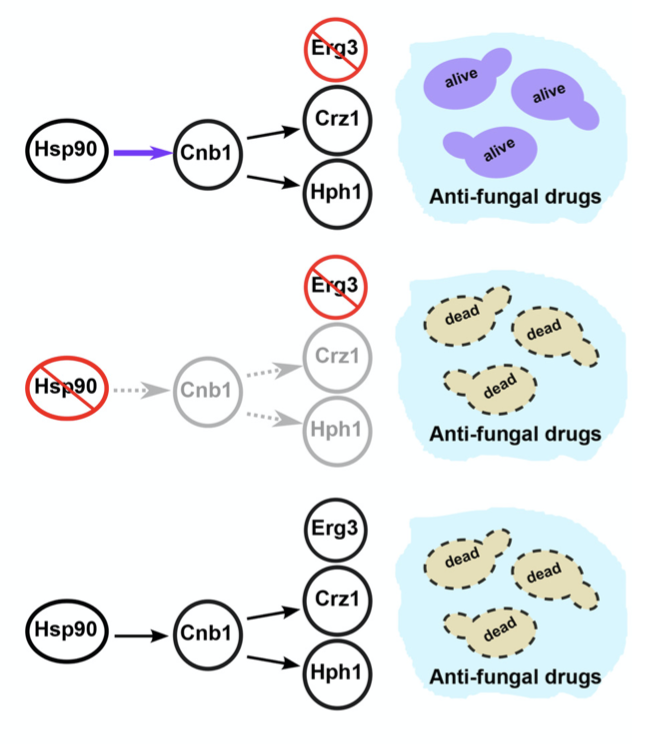 Erg3
alive
alive
Crz1
Hsp90
Cnb1
alive
Hph1
Anti-fungal drugs
Erg3
dead
dead
Crz1
Hsp90
Cnb1
dead
Hph1
Anti-fungal drugs
Erg3
dead
dead
Crz1
Hsp90
Cnb1
dead
Hph1
Anti-fungal drugs